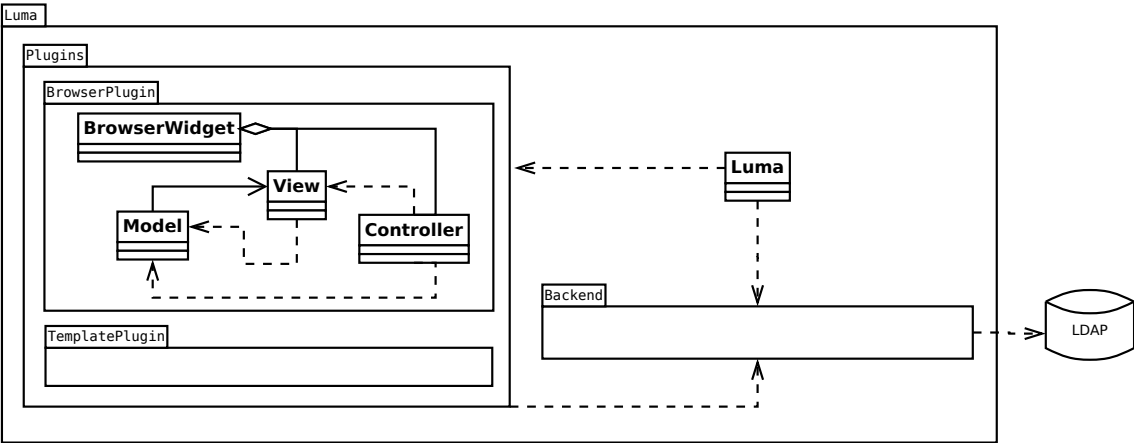 Luma
Plugins
BrowserPlugin
BrowserWidget
View
Model
Controller
TemplatePlugin
Luma
Backend
LDAP